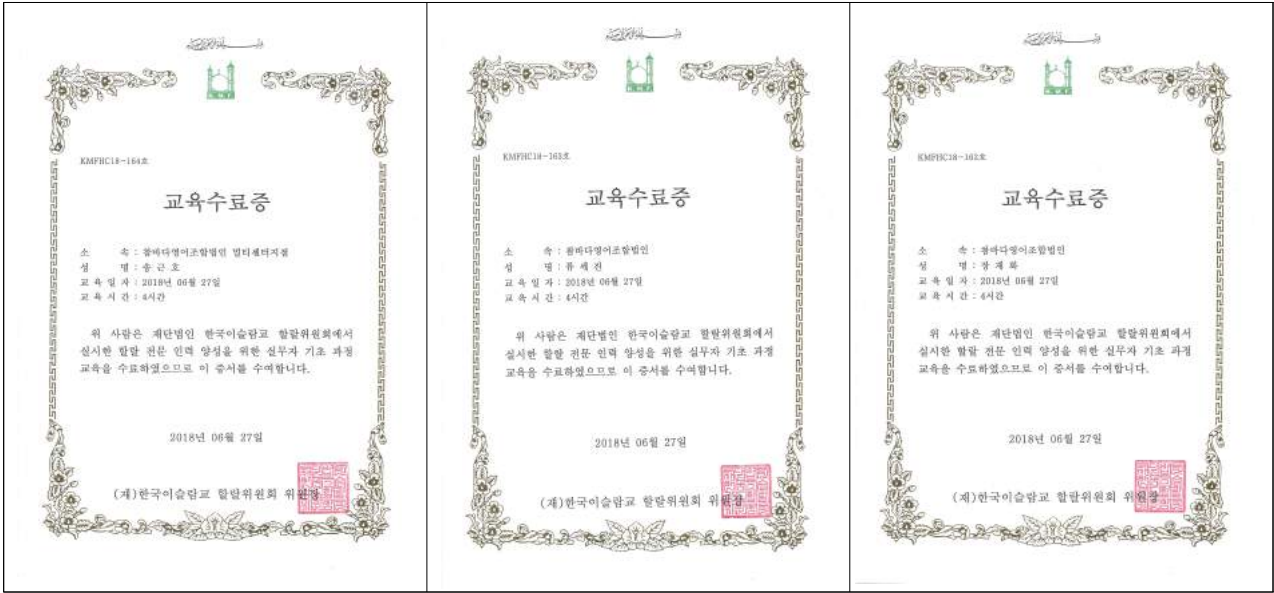 KMF
KMFHC18-164호
교육수료증
소 속 : 참바다영어조합법인 멀티센터지점
성 명 : 송 근 호
교 육 일 자 : 2018년 06월 27일
교 육 시 간 : 4시간
위 사람은 재단법인 한국이슬람교 할랄위원회에서
실시한 할랄 전문 인력 양성을 위한 실무자 기초 과정
교육을 수료하였으므로 이 증서를 수여합니다.
2018년 06월 27일
(재)한국이슬람교 할랄위원회 위원장
KMF
KMFHC18-163호
교육수료증
소 속 : 참바다영어조합법인
성 명 : 류 세 진
교 육 일 자 : 2018년 06월 27일
교 육 시 간 : 4시간
위 사람은 재단법인 한국이슬람교 할랄위원회에서
실시한 할랄 전문 인력 양성을 위한 실무자 기초 과정
교육을 수료하였으므로 이 증서를 수여합니다.
2018년 06월 27일
(재)한국이슬람교 할랄위원회 위원장
KMF
KMFHC18-162호
교육수료증
소 속 : 참바다영어조합법인
성 명 : 장 재 화
교 육 일 자 : 2018년 06월 27일
교 육 시 간 : 4시간
위 사람은 재단법인 한국이슬람교 할랄위원회에서
실시한 할랄 전문 인력 양성을 위한 실무자 기초 과정
교육을 수료하였으므로 이 증서를 수여합니다.
2018년 06월 27일
(재)한국이슬람교 할랄위원회 위원장